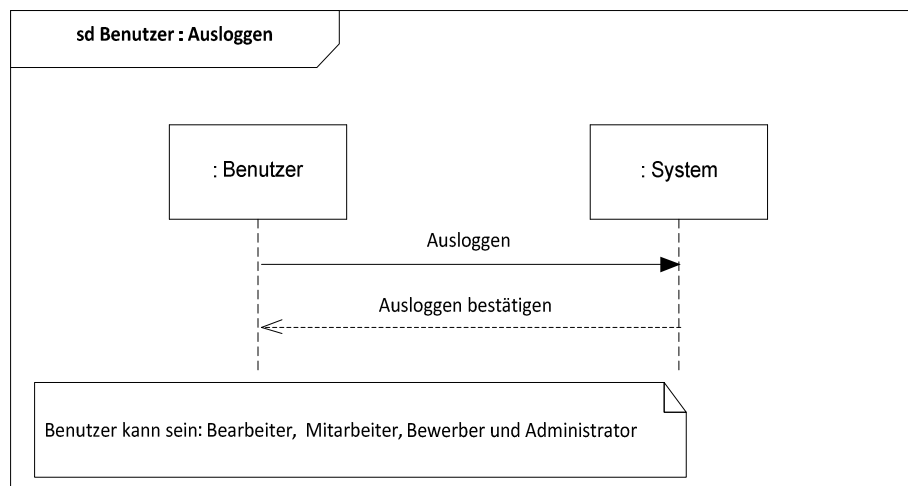 sd Benutzer : Ausloggen
: Benutzer
: System
Ausloggen
Ausloggen bestätigen
Benutzer kann sein: Bearbeiter, Mitarbeiter, Bewerber und Administrator